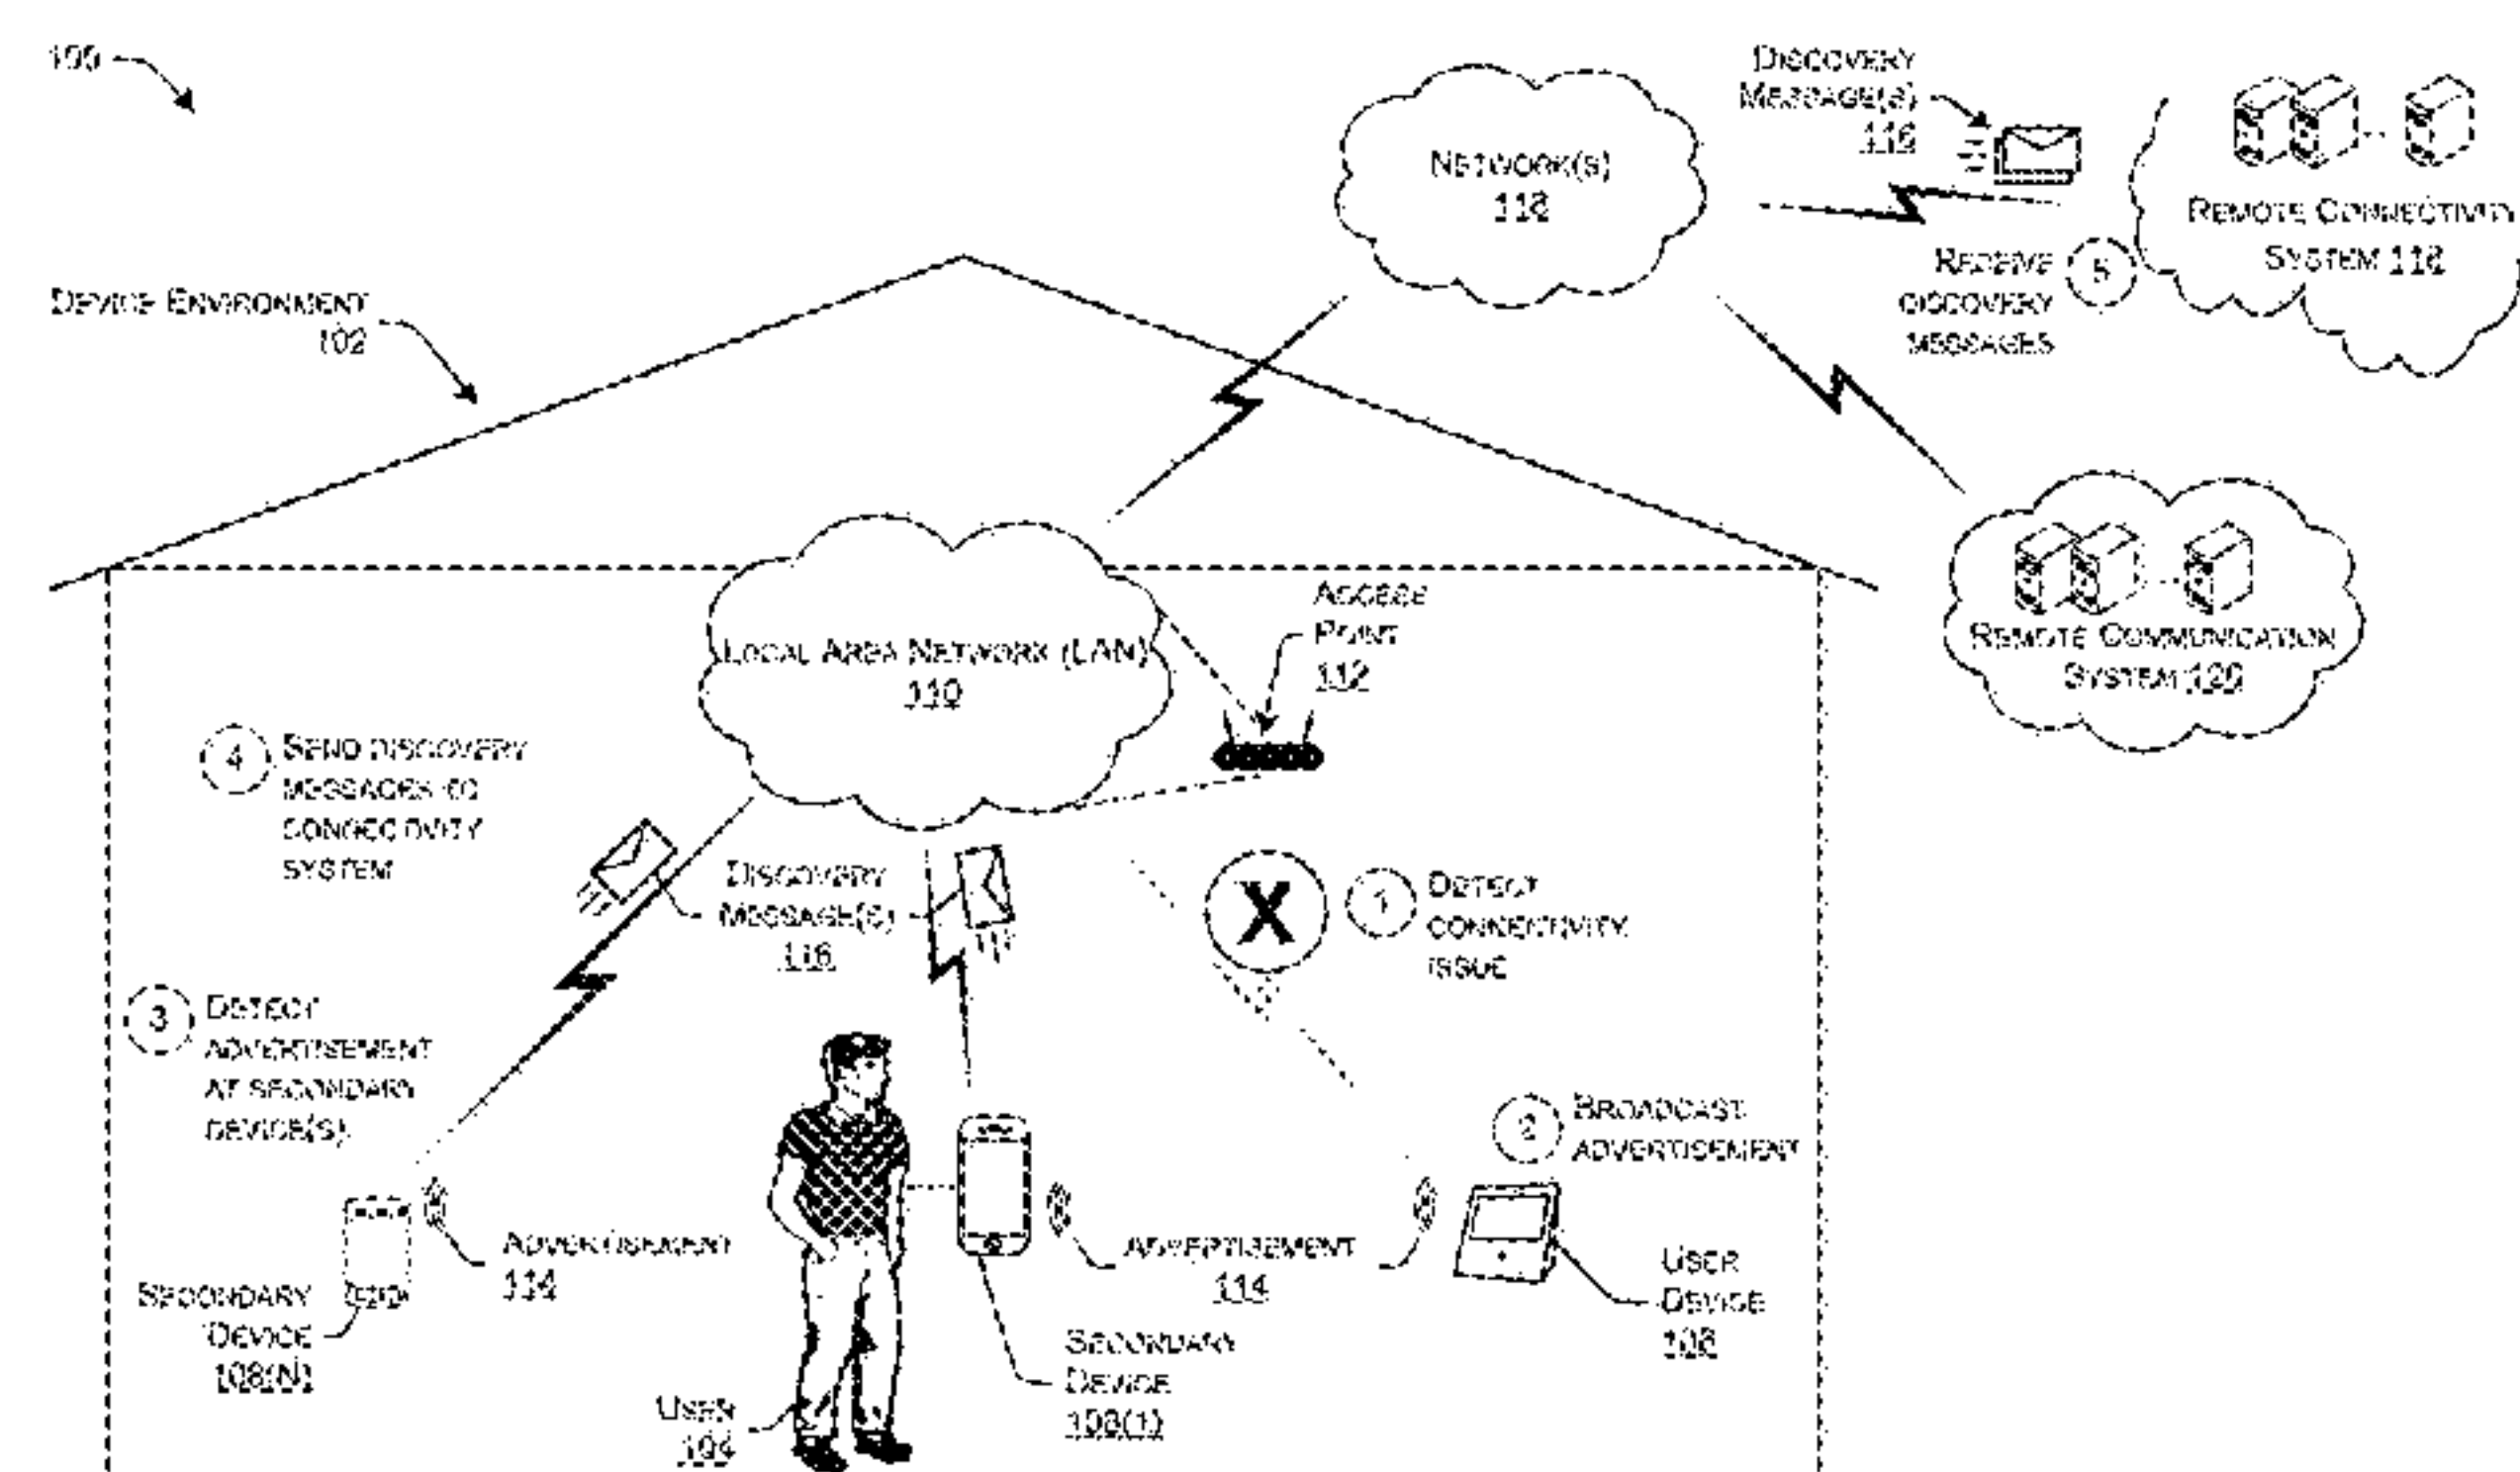 100
DISCOVERY
MESSAGE(S)
116
NETWORK(S)
REMOTE CONNECTIVITY
SYSTEM
RECEIVE
5
DISCOVERY
MESSAGES
DEVICE ENVIRONMENT
102
LOCAL AREA NETWORK (LAN)
110
ACCESS
POINT
112
REMOTE COMMUNICATION
SYSTEM 120
4
SEND DISCOVERY
MESSAGES TO
CONNECTIVITY
SYSTEM
DISCOVERY
MESSAGE(S)
116
1
DETECT
CONNECTIVITY
ISSUE
X
3
DETECT
ADVERTISEMENT
AT SECONDARY
DEVICE(S)
2
BROADCAST
ADVERTISEMENT
ADVERTISEMENT
114
ADVERTISEMENT
114
USER
DEVICE
SECONDARY
DEVICE
108(N)
SECONDARY
DEVICE
108(1)
USER
104